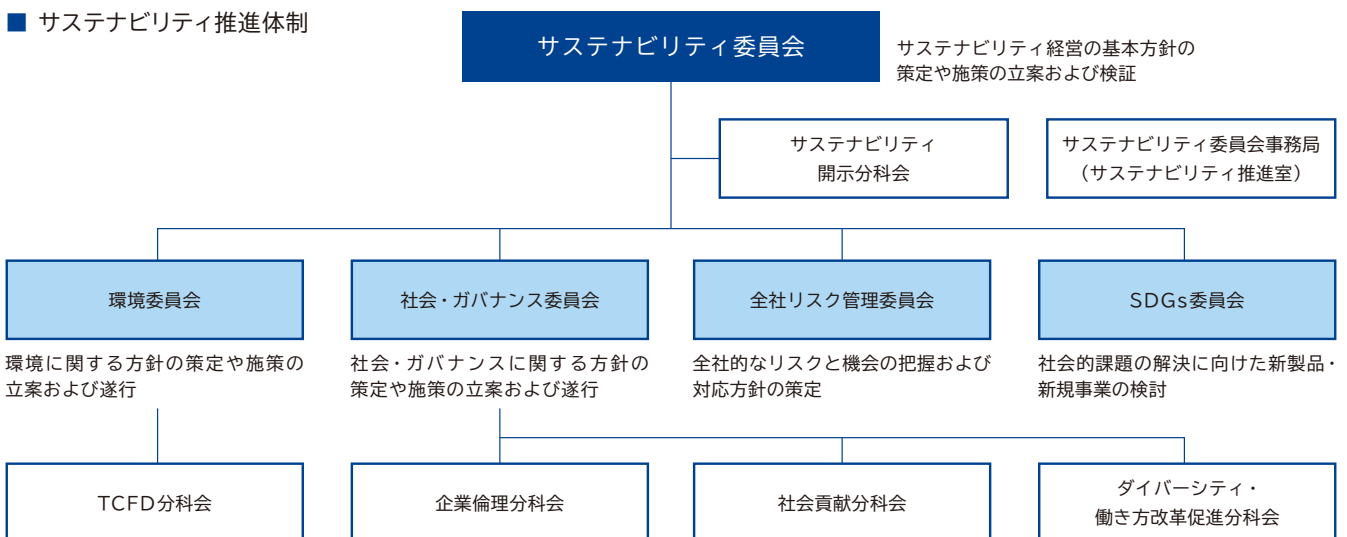 ■ サステナビリティ推進体制
サステナビリティ委員会
サステナビリティ経営の基本方針の
策定や施策の立案および検証
サステナビリティ
開示分科会
サステナビリティ委員会事務局
（サステナビリティ推進室）
環境委員会
環境に関する方針の策定や施策の
立案および遂行
社会・ガバナンス委員会
社会・ガバナンスに関する方針の
策定や施策の立案および遂行
全社リスク管理委員会
全社的なリスクと機会の把握および
対応方針の策定
SDGs委員会
社会的課題の解決に向けた新製品・
新規事業の検討
TCFD分科会
企業倫理分科会
社会貢献分科会
ダイバーシティ・
働き方改革促進分科会